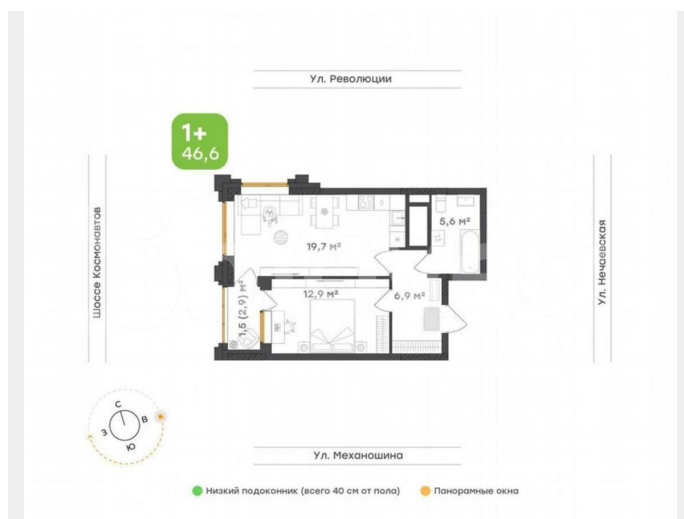 Ул. Революции
1+
46,6
Шоссе Космонавтов
5,6 м²
19,7 м²
Ул. Нечаевская
1,5 (2,9) м²
12,9 м²
6,9 м²
С
В
З
Ю
Ул. Механошина
Низкий подоконник (всего 40 см от пола)
Панорамные окна